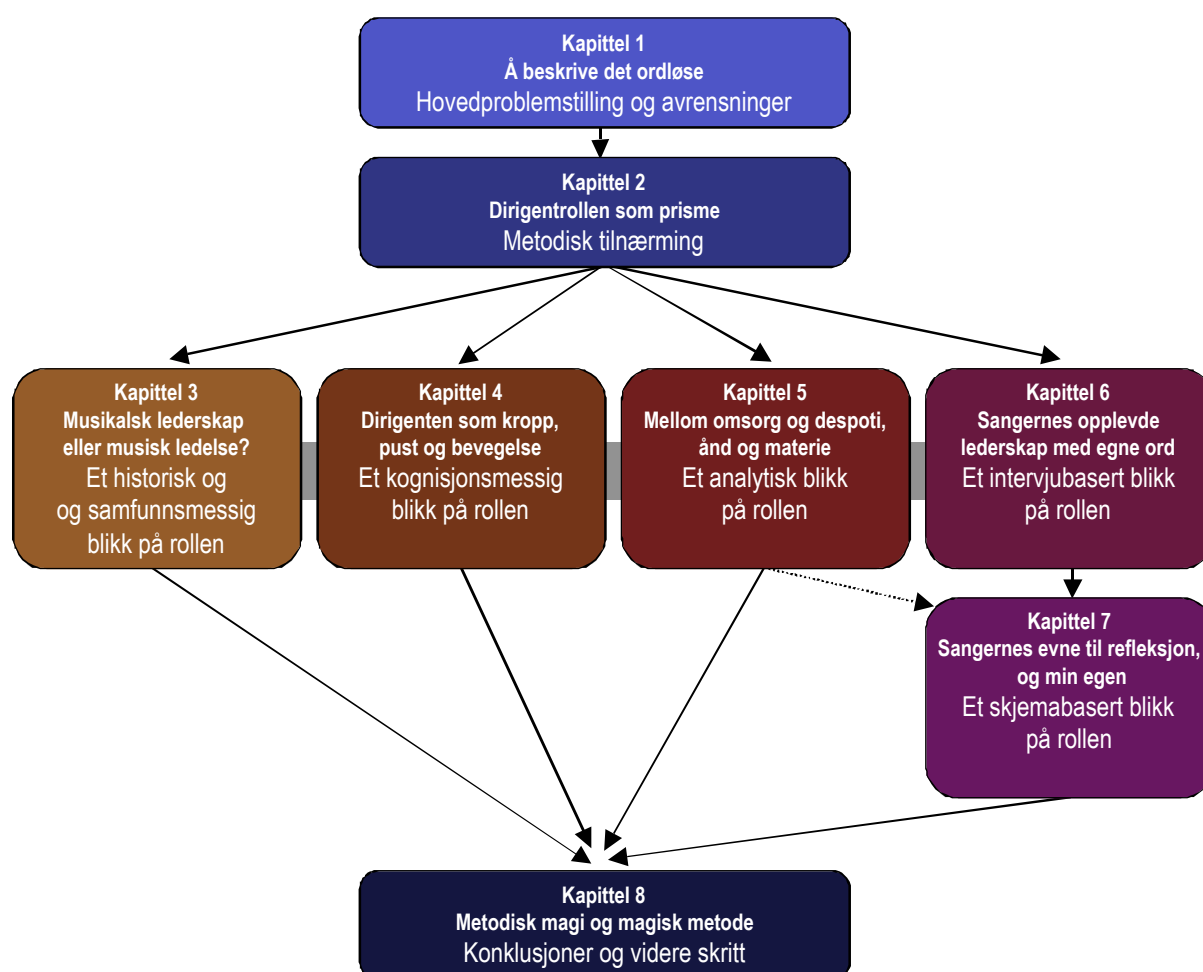 Kapittel 1
Å beskrive det ordløse
Hovedproblemstilling og avrensninger
Kapittel 2
Dirigentrollen som prisme
Metodisk tilnærming
Kapittel 3
Musikalsk lederskap
eller musisk ledelse?
Et historisk og
og samfunnsmessig
blikk på rollen
Kapittel 4
Dirigenten som kropp,
pust og bevegelse
Et kognisjonsmessig
blikk på rollen
Kapittel 5
Mellom omsorg og despoti,
ånd og materie
Et analytisk blikk
på rollen
Kapittel 6
Sangernes opplevde
lederskap med egne ord
Et intervjubasert blikk
på rollen
Kapittel 7
Sangernes evne til refleksjon,
og min egen
Et skjemabasert blikk
på rollen
Kapittel 8
Metodisk magi og magisk metode
Konklusjoner og videre skritt